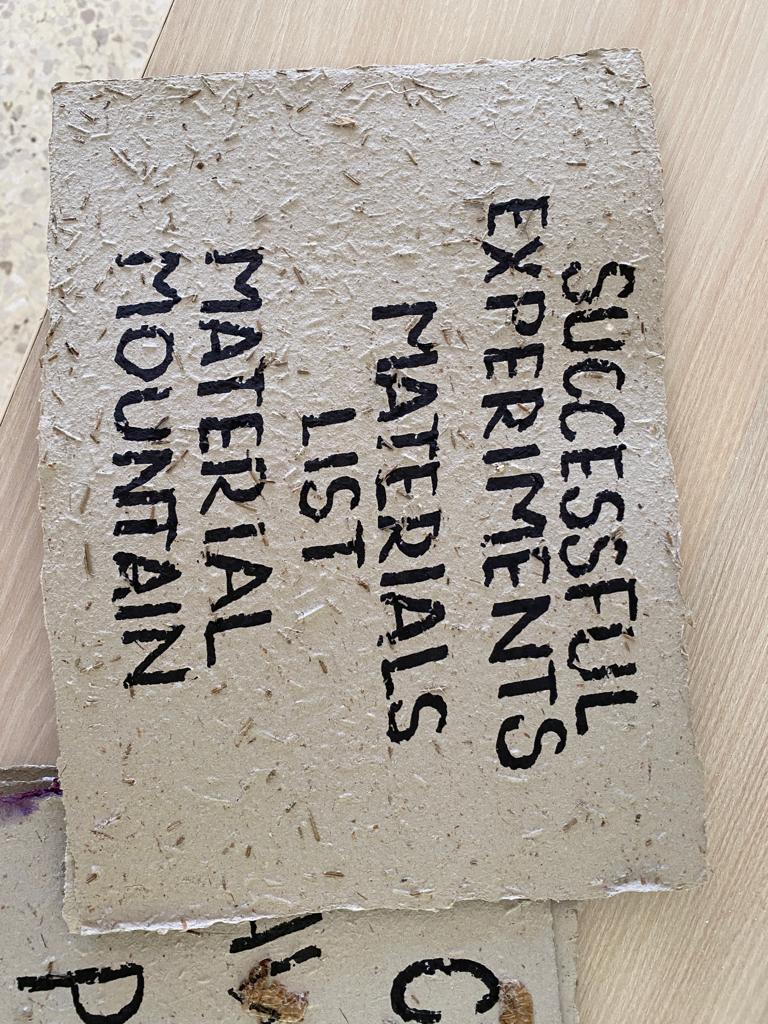 SUCCESSFUL
EXPERIMENTS
MATERIALS
LIST
MATERIAL
MOUNTAIN